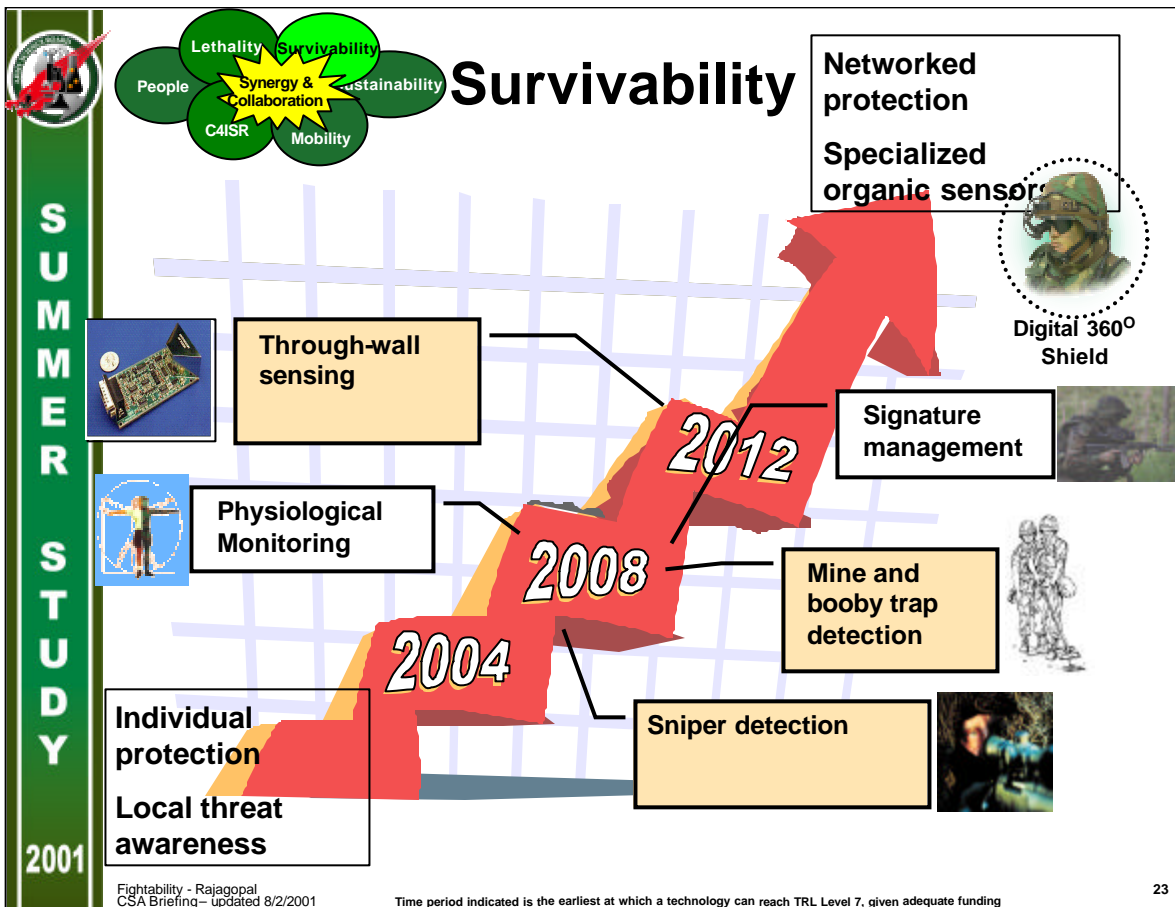 Lethality
Survivability
People
Synergy &
Collaboration
ustainability
C4ISR
Mobility
Survivability
Networked
protection
Specialized
organic sensors
Digital 360O
Shield
Through-wall
sensing
2012
Signature
management
Physiological
Monitoring
2008
Mine and
booby trap
detection
2004
Sniper detection
Individual
protection
Local threat
awareness
SUMMER STUDY
2001
Fightability - Rajagopal
CSA Briefing– updated 8/2/2001
Time period indicated is the earliest at which a technology can reach TRL Level 7, given adequate funding
23